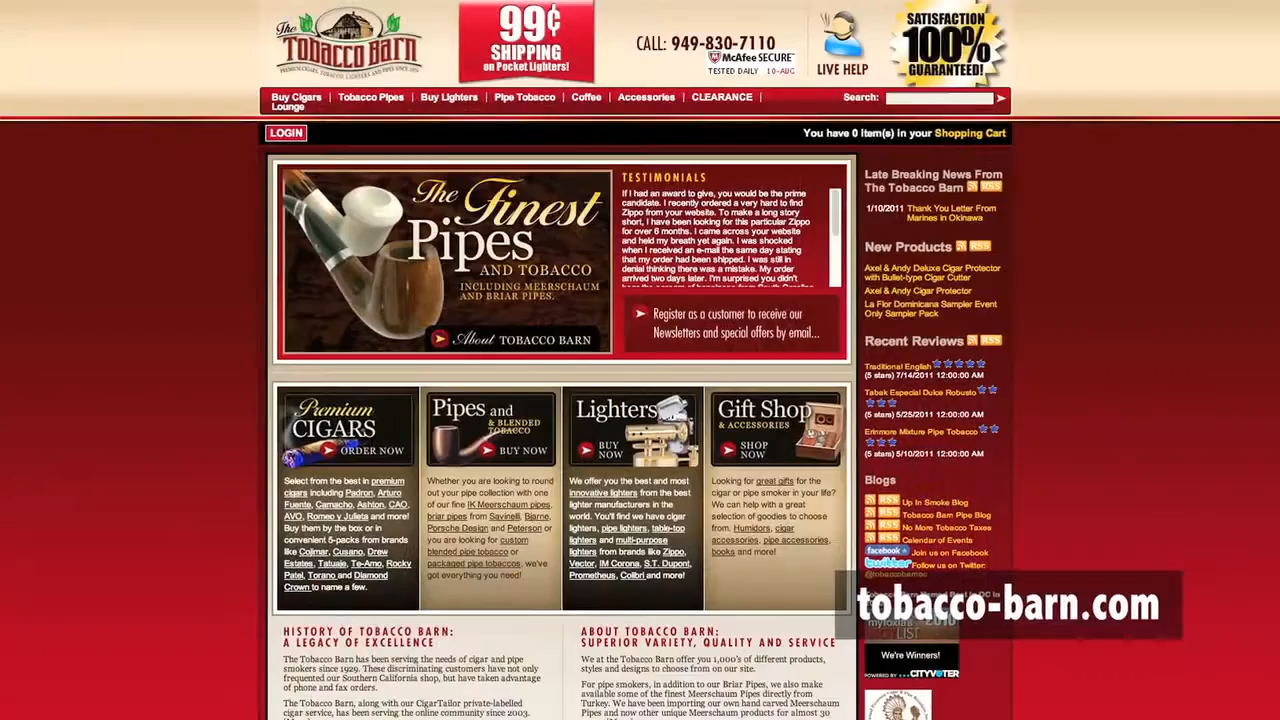 The
TOBACCO BARN
PREMIUM CIGARS, TOBACCO, LIGHTERS AND PIPES SINCE 1929
99¢
SHIPPING
on Pocket Lighters!
CALL: 949-830-7110
McAfee SECURE™
TESTED DAILY 10-AUG
LIVE HELP
SATISFACTION
100%
GUARANTEED!
Buy Cigars | Tobacco Pipes | Buy Lighters | Pipe Tobacco | Coffee | Accessories | CLEARANCE |
Lounge
Search:
LOGIN
You have 0 item(s) in your Shopping Cart
The Finest
Pipes
AND TOBACCO
INCLUDING MEERSCHAUM
AND BRIAR PIPES.
About TOBACCO BARN
TESTIMONIALS
If I had an award to give, you would be the prime
candidate. I recently ordered a very hard to find
Zippo from your website. To make a long story
short, I have been looking for this particular Zippo
for over 6 months. I came across your website
and held my breath yet again. I was shocked
when I received an e-mail the same day stating
that my order had been shipped. I was still in
denial thinking there was a mistake. My order
arrived two days later. I'm surprised you didn't
Register as a customer to receive our
Newsletters and special offers by email...
Late Breaking News From
The Tobacco Barn RSS
1/10/2011 Thank You Letter From
Marines in Okinawa
New Products RSS
Axel & Andy Deluxe Cigar Protector
with Bullet-type Cigar Cutter
Axel & Andy Cigar Protector
La Flor Dominicana Sampler Event
Only Sampler Pack
Recent Reviews RSS
Traditional English
(5 stars) 7/14/2011 12:00:00 AM
Tabak Especial Dulce Robusto
(5 stars) 5/25/2011 12:00:00 AM
Erinmore Mixture Pipe Tobacco
(5 stars) 5/10/2011 12:00:00 AM
Blogs
RSS Up In Smoke Blog
RSS Tobacco Barn Pipe Blog
RSS No More Tobacco Taxes
RSS Calendar of Events
facebook Join us on Facebook
twitter Follow us on Twitter:
@tobaccobarnoc
Premium
CIGARS
ORDER NOW
Select from the best in premium
cigars including Padron, Arturo
Fuente, Camacho, Ashton, CAO,
AVO, Romeo y Julieta and more!
Buy them by the box or in
convenient 5-packs from brands
like Cojimar, Cusano, Drew
Estates, Tatuaje, Te-Amo, Rocky
Patel, Torano and Diamond
Crown to name a few.
Pipes and
& BLENDED
TOBACCO
BUY NOW
Whether you are looking to round
out your pipe collection with one
of our fine IK Meerschaum pipes,
briar pipes from Savinelli, Bjarne,
Porsche Design and Peterson or
you are looking for custom
blended pipe tobacco or
packaged pipe tobaccos, we've
got everything you need!
Lighters
BUY
NOW
We offer you the best and most
innovative lighters from the best
lighter manufacturers in the
world. You'll find we have cigar
lighters, pipe lighters, table-top
lighters and multi-purpose
lighters from brands like Zippo,
Vector, IM Corona, S.T. Dupont,
Prometheus, Colibri and more!
Gift Shop
& ACCESSORIES
SHOP
NOW
Looking for great gifts for the
cigar or pipe smoker in your life?
We can help with a great
selection of goodies to choose
from. Humidors, cigar
accessories, pipe accessories,
books and more!
tobacco-barn.com
We're Winners!
POWERED BY CITYVOTER
HISTORY OF TOBACCO BARN:
A LEGACY OF EXCELLENCE
The Tobacco Barn has been serving the needs of cigar and pipe
smokers since 1929. These discriminating customers have not only
frequented our Southern California shop, but have taken advantage
of phone and fax orders.
The Tobacco Barn, along with our CigarTailor private-labelled
cigar service, has been serving the online community since 2003.
ABOUT TOBACCO BARN:
SUPERIOR VARIETY, QUALITY AND SERVICE
We at the Tobacco Barn offer you 1,000's of different products,
styles and designs to choose from on our site.
For pipe smokers, in addition to our Briar Pipes, we also make
available some of the finest Meerschaum Pipes directly from
Turkey. We have been importing our own hand carved Meerschaum
Pipes and now other unique Meerschaum products for almost 30